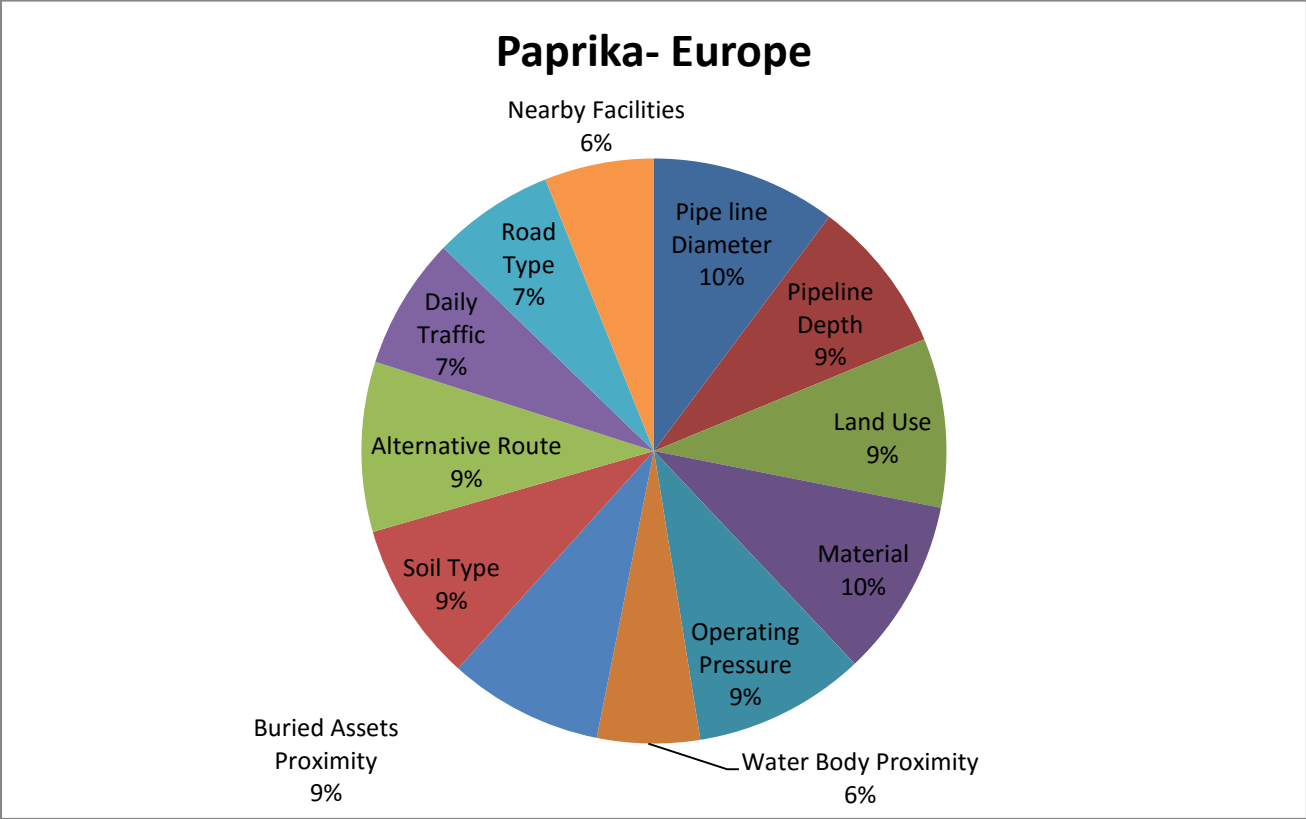 Paprika- Europe
Nearby Facilities
6%
Pipe line
Diameter
10%
Pipeline
Depth
9%
Land Use
9%
Material
10%
Operating
Pressure
9%
Water Body Proximity
6%
Buried Assets
Proximity
9%
Soil Type
9%
Alternative Route
9%
Daily
Traffic
7%
Road
Type
7%